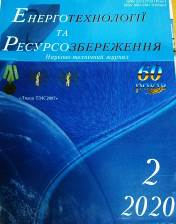 ЕНЕРГОТЕХНОЛОГІЇ
ТА
РЕСУРСОЗБЕРЕЖЕННЯ
Науково-технічний журнал
60
2
2020